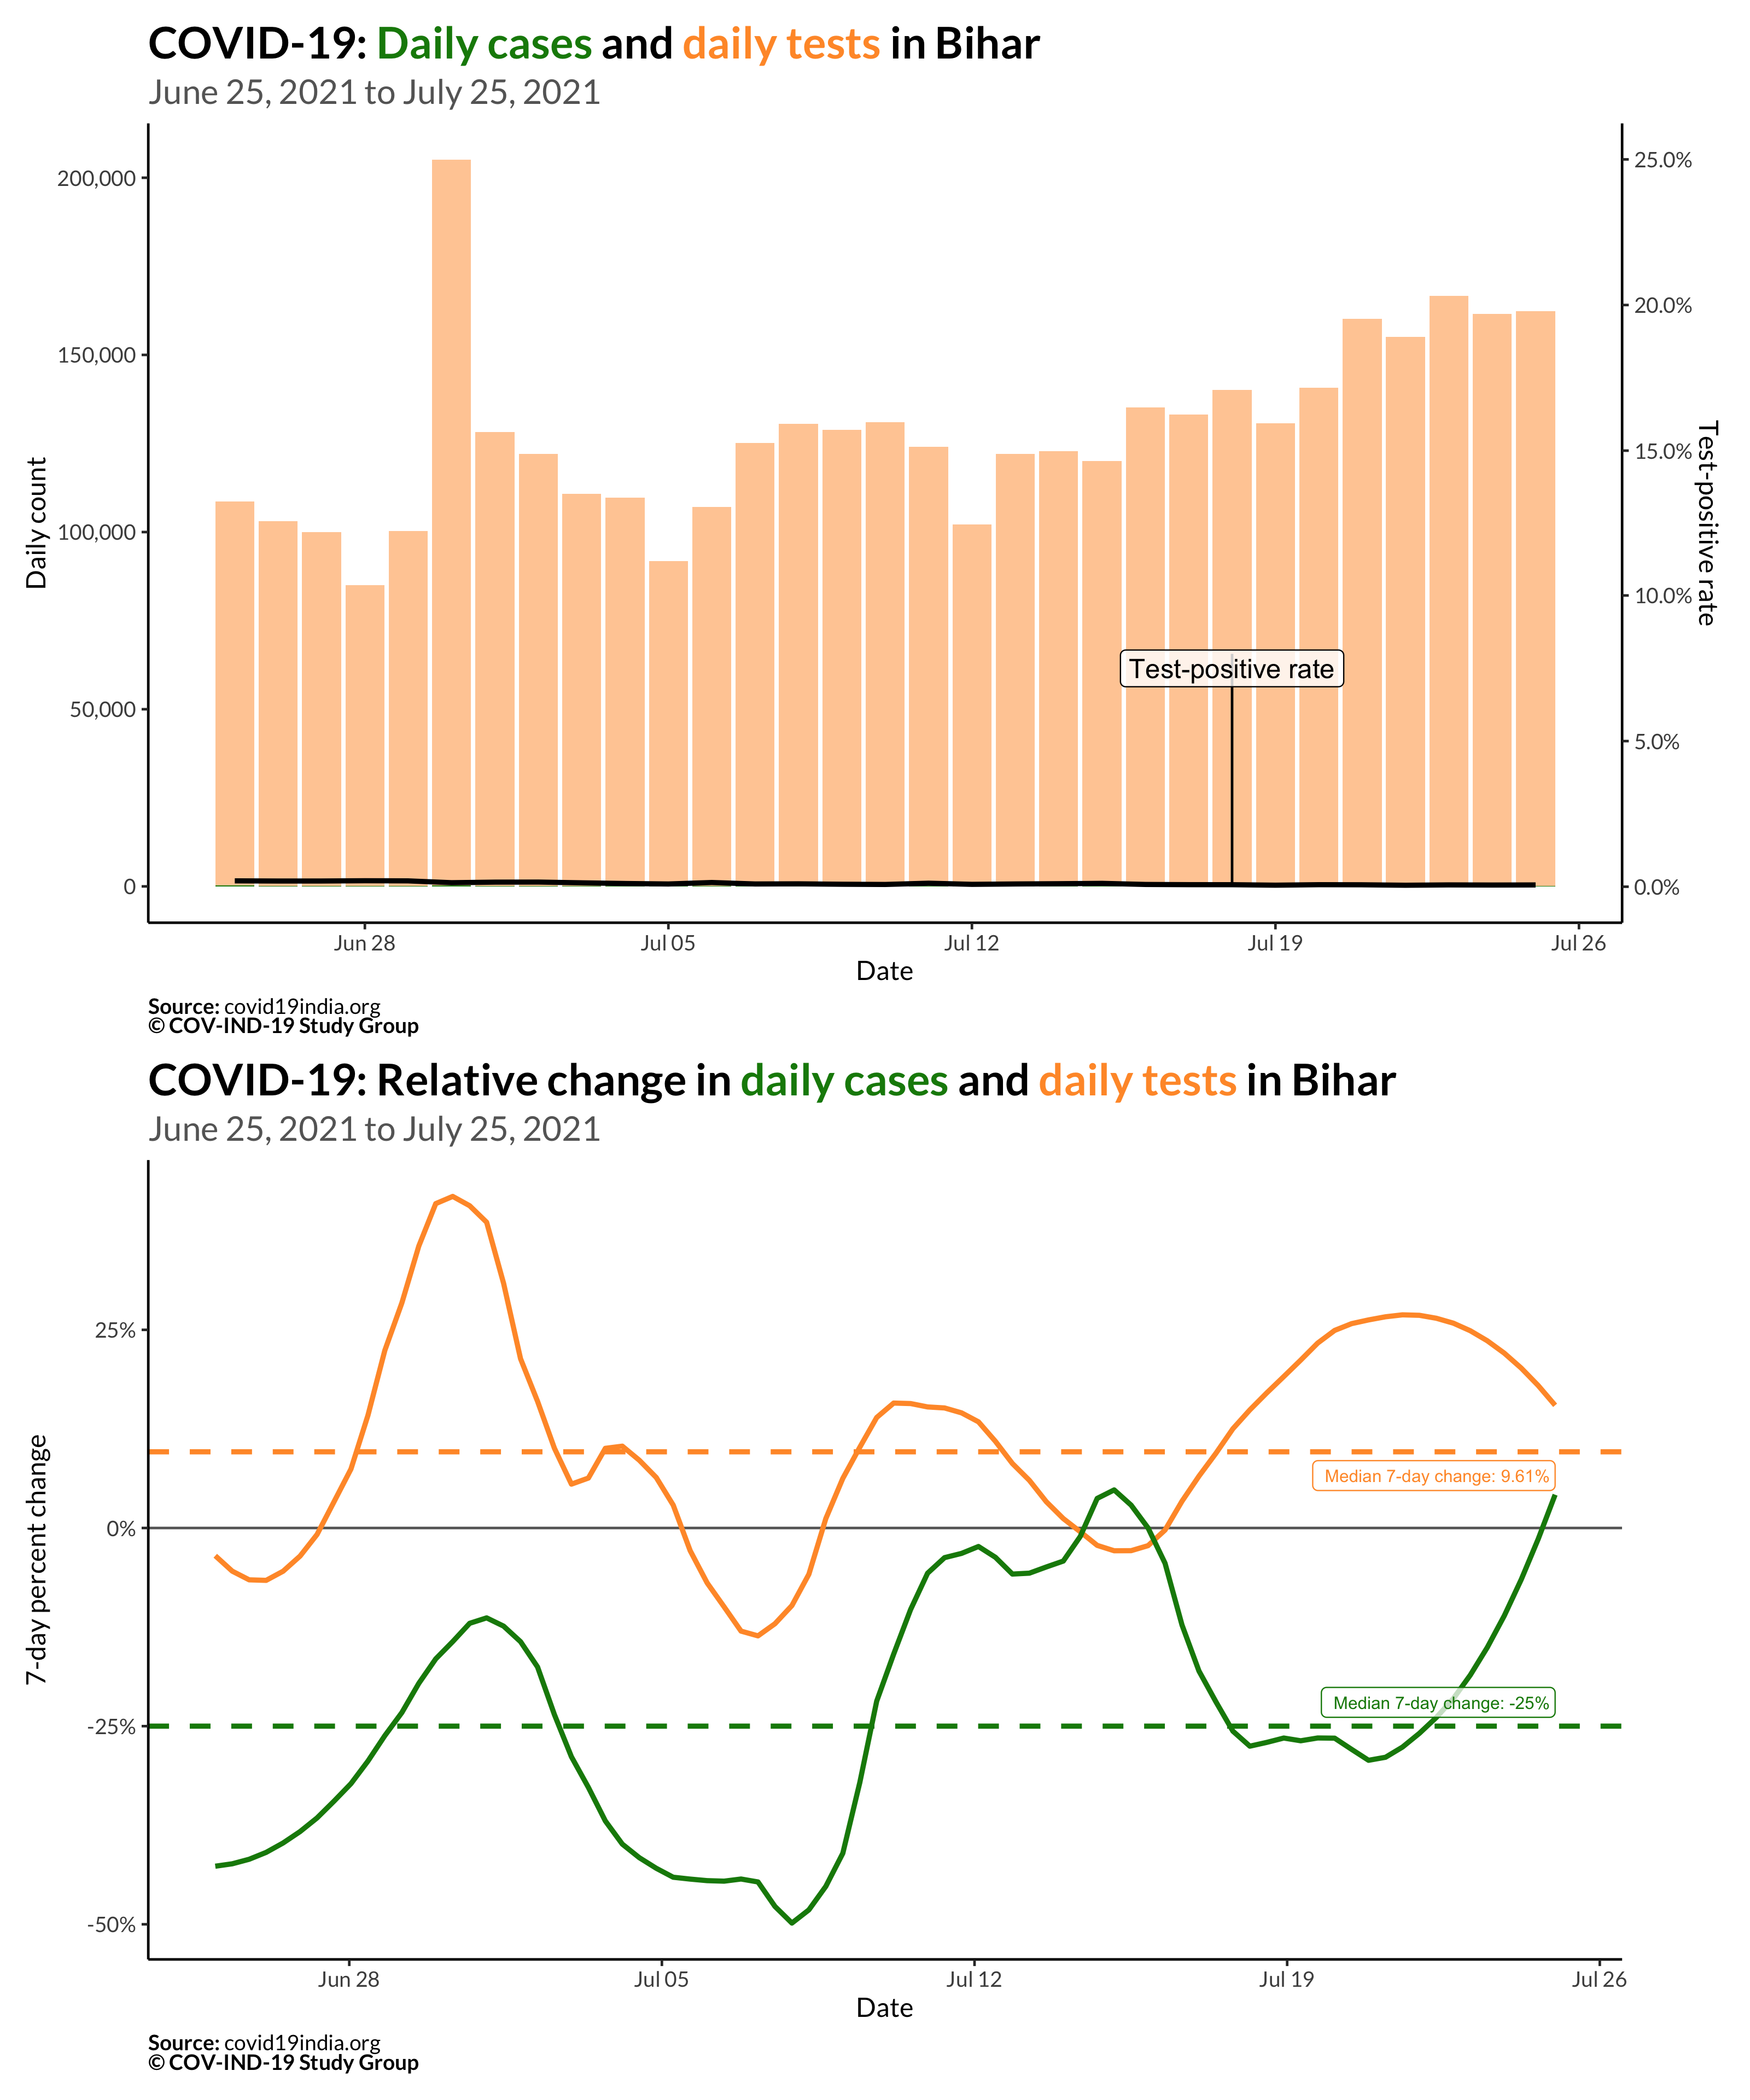 COVID-19: Daily cases and daily tests in Bihar
June 25, 2021 to July 25, 2021
200,000
150,000
100,000
50,000
0
Daily count
25.0%
20.0%
15.0%
10.0%
5.0%
0.0%
Test-positive rate
Test-positive rate
Jun 28
Jul 05
Jul 12
Jul 19
Jul 26
Date
Source: covid19india.org
© COV-IND-19 Study Group
COVID-19: Relative change in daily cases and daily tests in Bihar
June 25, 2021 to July 25, 2021
25%
0%
-25%
-50%
7-day percent change
Median 7-day change: 9.61%
Median 7-day change: -25%
Jun 28
Jul 05
Jul 12
Jul 19
Jul 26
Date
Source: covid19india.org
© COV-IND-19 Study Group